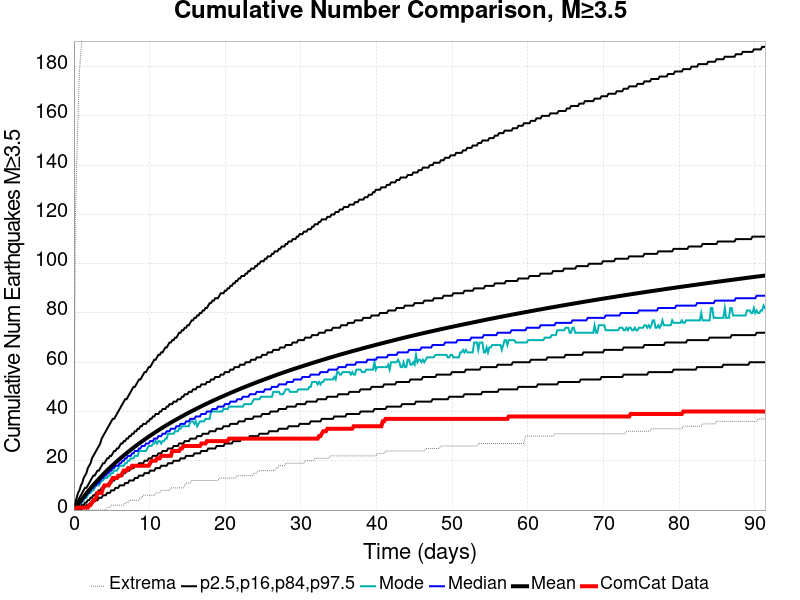 Cumulative Number Comparison, M≥3.5
Cumulative Num Earthquakes M≥3.5
180
160
140
120
100
80
60
40
20
0
0 10 20 30 40 50 60 70 80 90
Time (days)
Extrema p2.5,p16,p84,p97.5 Mode Median Mean ComCat Data